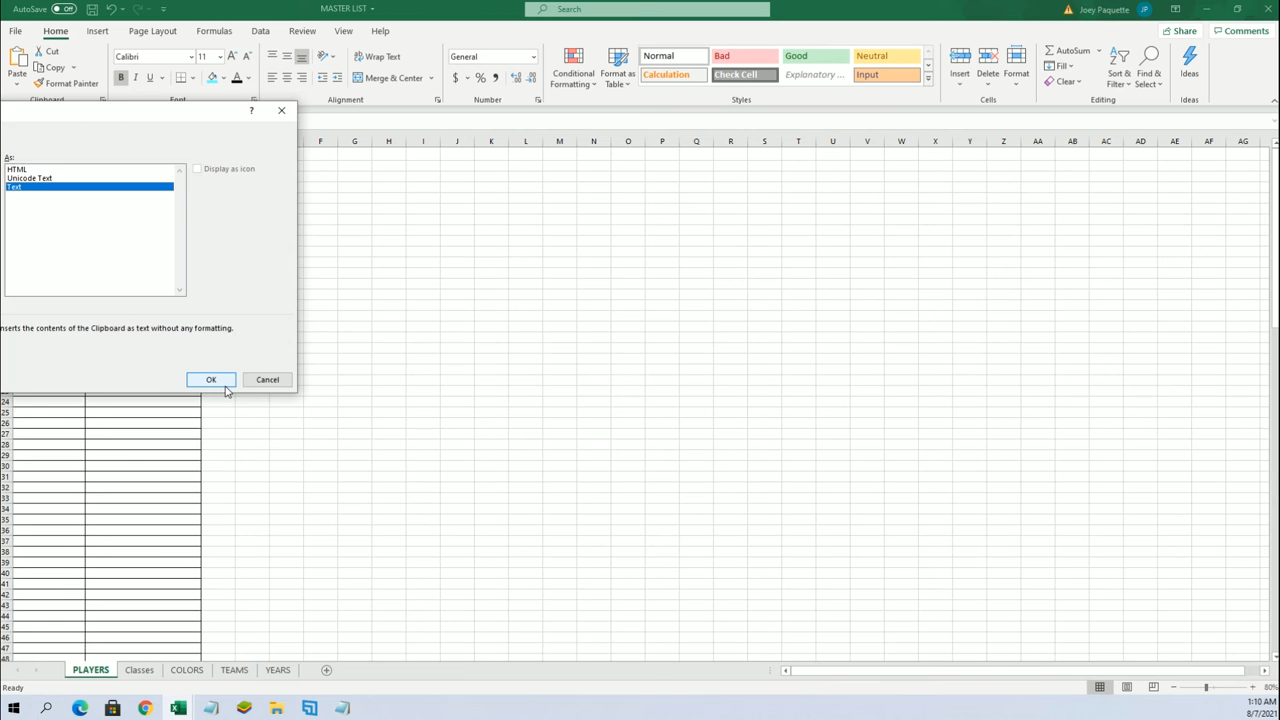 AutoSave Off MASTER LIST Search Joey Paquette JP
File Home Insert Page Layout Formulas Data Review View Help Share Comments
Cut Calibri 11 Wrap Text General Normal Bad Good Neutral AutoSum
Copy Fill
Paste Format Painter B I U Merge & Center $ % Conditional Formatting Format as Table Calculation Check Cell Explanatory ... Input Insert Delete Format Clear Sort & Filter Find & Select Ideas
Clipboard Font Alignment Number Styles Cells Editing Ideas
?
F G H I J K L M N O P Q R S T U V W X Y Z AA AB AC AD AE AF AG
As:
HTML
Unicode Text
Text
Display as icon
nserts the contents of the Clipboard as text without any formatting.
OK Cancel
24
25
26
27
28
29
30
31
32
33
34
35
36
37
38
39
40
41
42
43
44
45
46
47
48
PLAYERS Classes COLORS TEAMS YEARS
Ready 80%
1:10 AM
8/7/2021